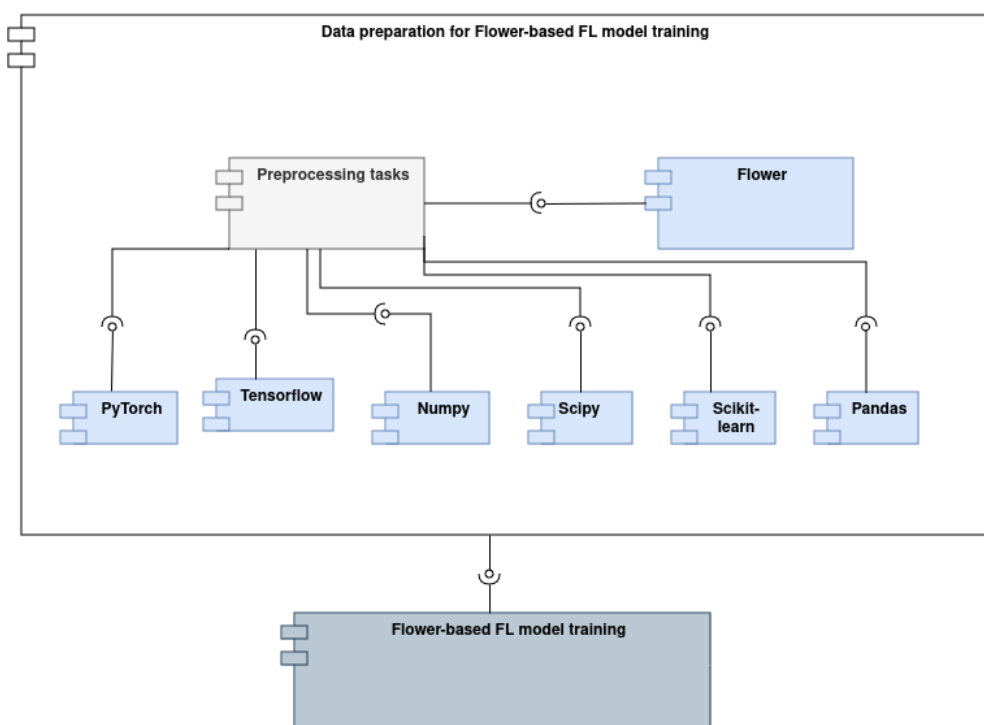 Data preparation for Flower-based FL model training
Preprocessing tasks
Flower
PyTorch
Tensorflow
Numpy
Scipy
Scikit-
learn
Pandas
Flower-based FL model training